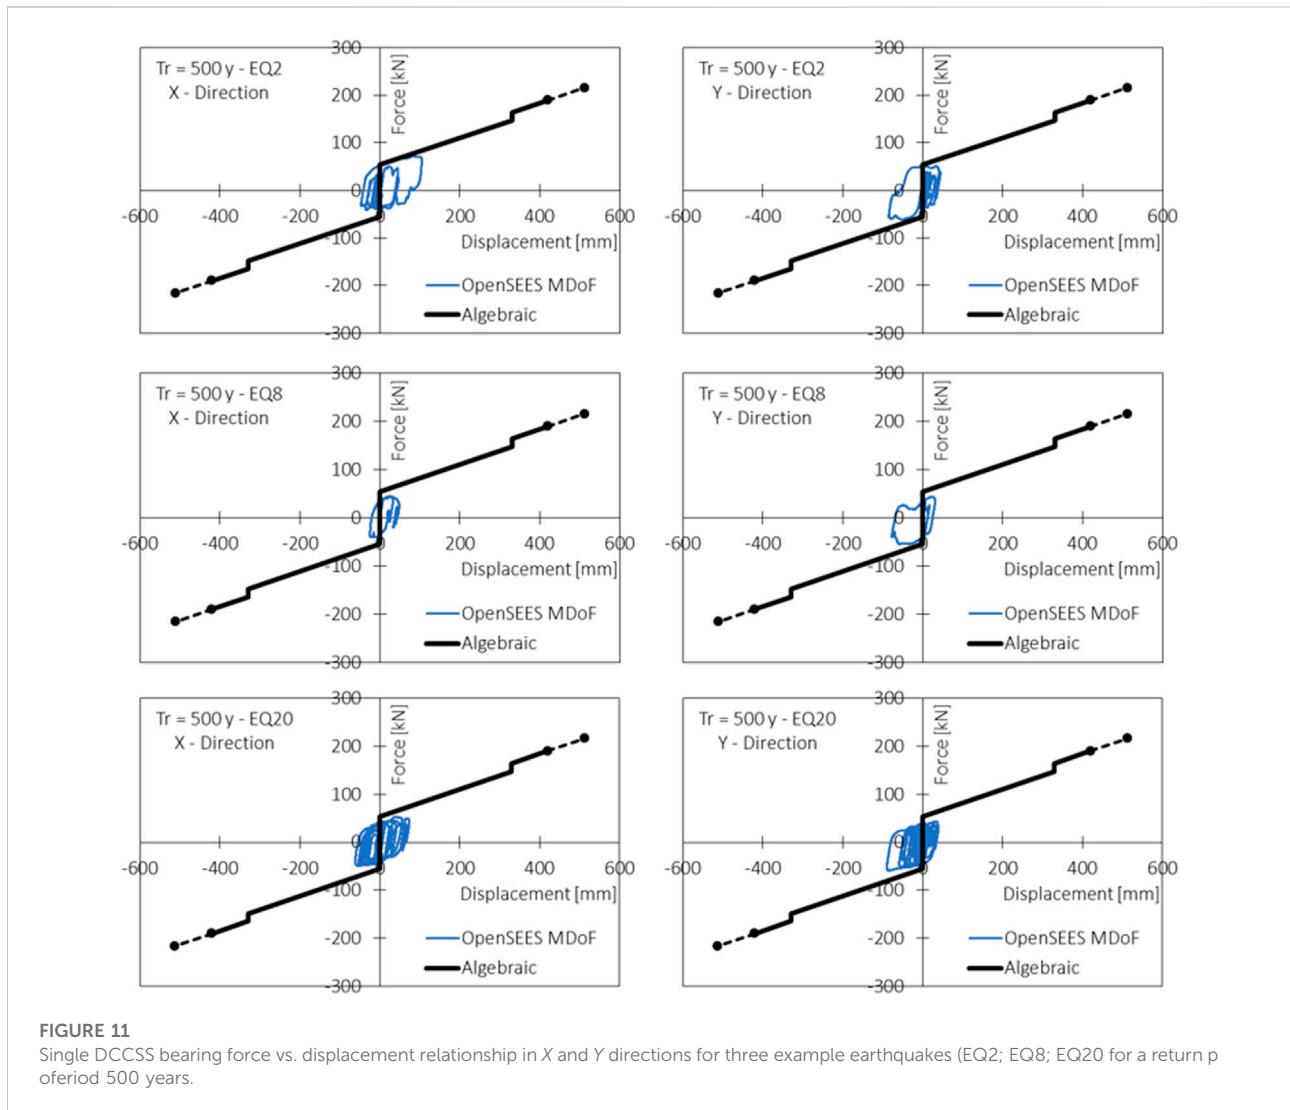 Tr = 500 y - EQ2
X - Direction
Force [kN]
300
200
100
0
-100
-200
-300
-600
-400
-200
0
200
400
600
Displacement [mm]
OpenSEES MDoF
Algebraic
Tr = 500 y - EQ2
Y - Direction
Force [kN]
300
200
100
0
-100
-200
-300
-600
-400
-200
0
200
400
600
Displacement [mm]
OpenSEES MDoF
Algebraic
Tr = 500 y - EQ8
X - Direction
Force [kN]
300
200
100
0
-100
-200
-300
-600
-400
-200
0
200
400
600
Displacement [mm]
OpenSEES MDoF
Algebraic
Tr = 500 y - EQ8
Y - Direction
Force [kN]
300
200
100
0
-100
-200
-300
-600
-400
-200
0
200
400
600
Displacement [mm]
OpenSEES MDoF
Algebraic
Tr = 500 y - EQ20
X - Direction
Force [kN]
300
200
100
0
-100
-200
-300
-600
-400
-200
0
200
400
600
Displacement [mm]
OpenSEES MDoF
Algebraic
Tr = 500 y - EQ20
Y - Direction
Force [kN]
300
200
100
0
-100
-200
-300
-600
-400
-200
0
200
400
600
Displacement [mm]
OpenSEES MDoF
Algebraic
FIGURE 11
Single DCCSS bearing force vs. displacement relationship in X and Y directions for three example earthquakes (EQ2; EQ8; EQ20 for a return p
oferiod 500 years.